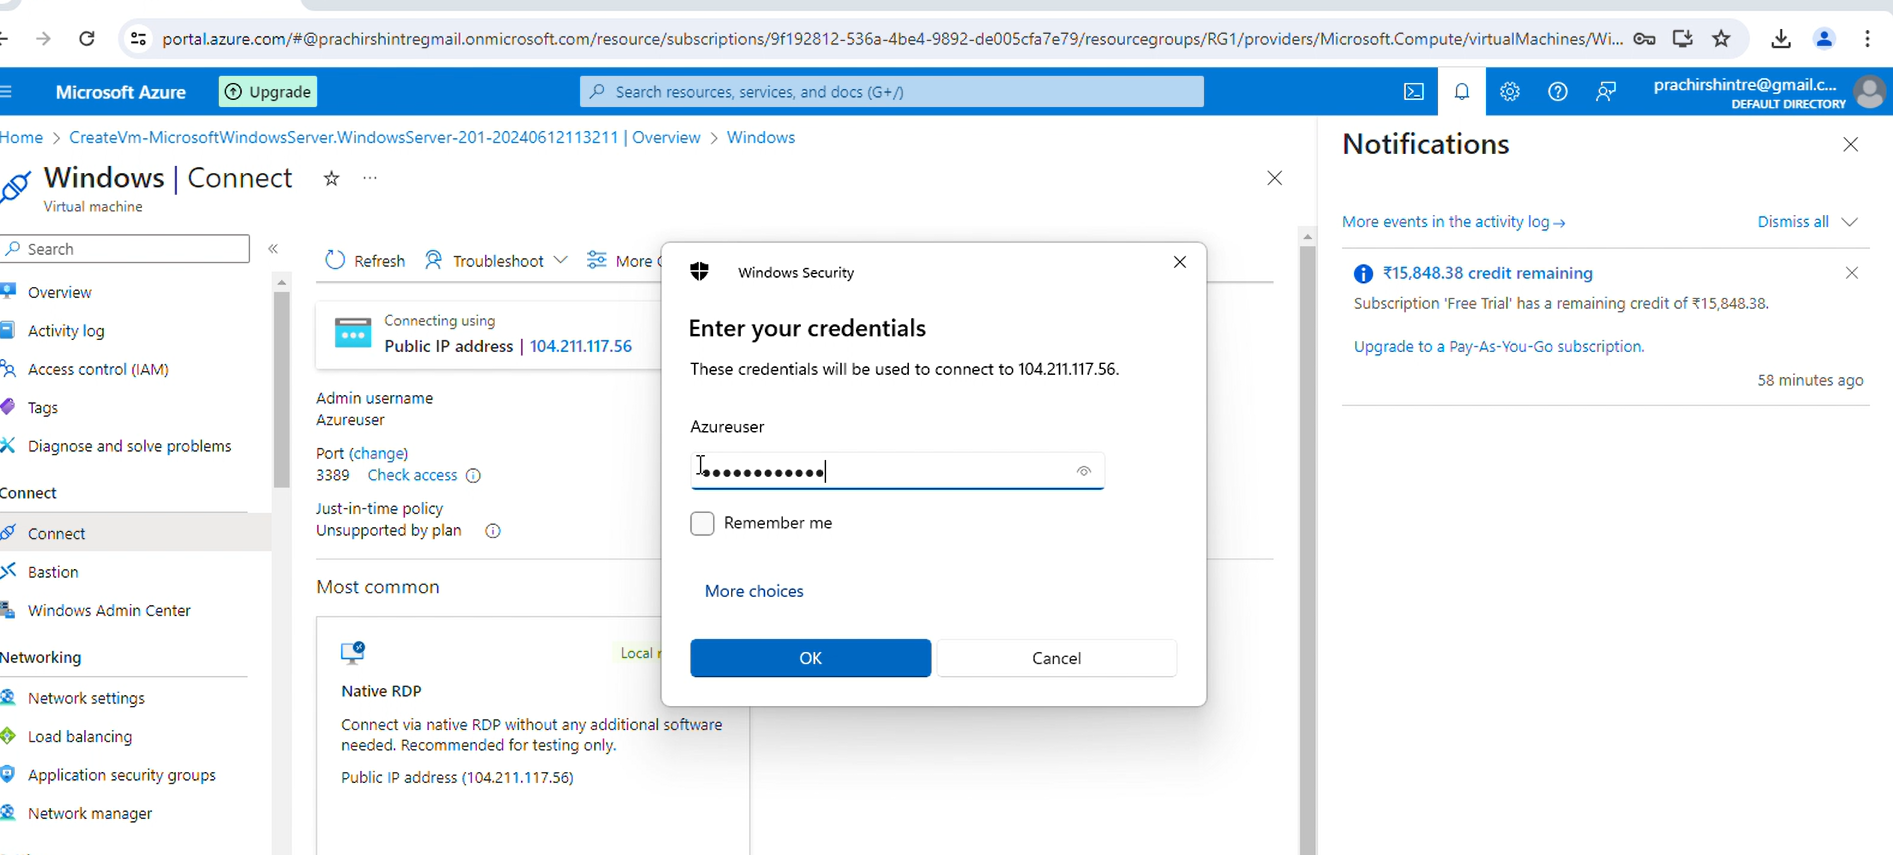 portal.azure.com/#@prachirshintregmail.onmicrosoft.com/resource/subscriptions/9f192812-536a-4be4-9892-de005cfa7e79/resourcegroups/RG1/providers/Microsoft.Compute/virtualMachines/Wi...
Microsoft Azure
Upgrade
Search resources, services, and docs (G+/)
prachirshintre@gmail.c...
DEFAULT DIRECTORY
Home > CreateVm-MicrosoftWindowsServer.WindowsServer-201-20240612113211 | Overview > Windows
Windows | Connect
Virtual machine
Search
Overview
Activity log
Access control (IAM)
Tags
Diagnose and solve problems
Connect
Connect
Bastion
Windows Admin Center
Networking
Network settings
Load balancing
Application security groups
Network manager
Refresh
Troubleshoot
More
Connecting using
Public IP address | 104.211.117.56
Admin username
Azureuser
Port (change)
3389 Check access
Just-in-time policy
Unsupported by plan
Most common
Local
Native RDP
Connect via native RDP without any additional software
needed. Recommended for testing only.
Public IP address (104.211.117.56)
Windows Security
Enter your credentials
These credentials will be used to connect to 104.211.117.56.
Azureuser
Remember me
More choices
OK
Cancel
Notifications
More events in the activity log →
Dismiss all
₹15,848.38 credit remaining
Subscription 'Free Trial' has a remaining credit of ₹15,848.38.
Upgrade to a Pay-As-You-Go subscription.
58 minutes ago